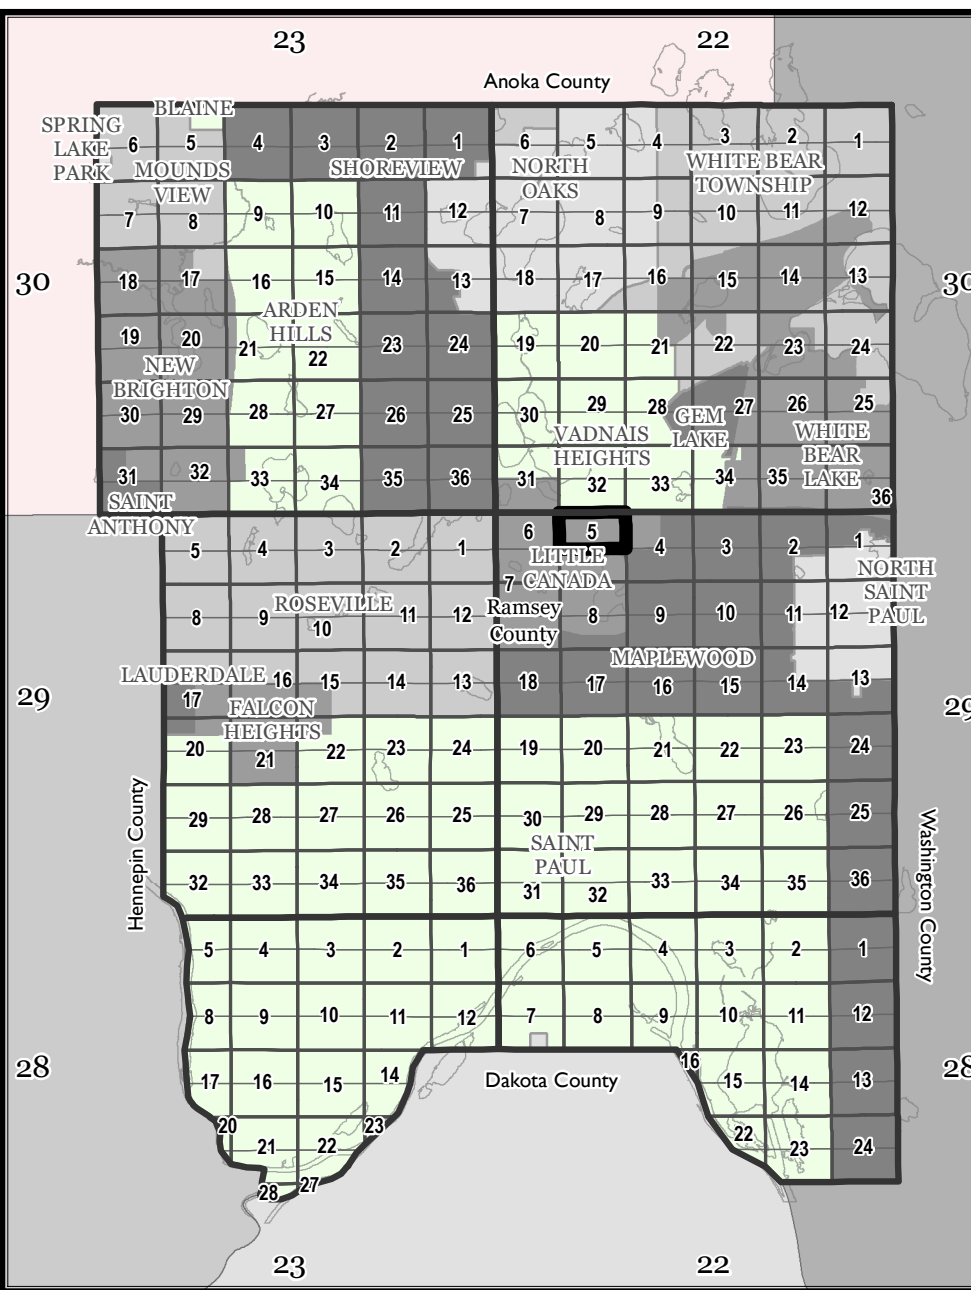 23 22
Anoka County
BLAINE
SPRING
LAKE
PARK
6 5 4 3 2 1 6 5 4 3 2 1
MOUNDS
VIEW
SHOREVIEW
NORTH
OAKS
WHITE BEAR
TOWNSHIP
7 8 9 10 11 12 7 8 9 10 11 12
30 18 17 16 15 14 13 18 17 16 15 14 13 30
ARDEN
HILLS
19 20 21 22 23 24 19 20 21 22 23 24
NEW
BRIGHTON
30 29 28 27 26 25 30 29 28 27 26 25
GEM
LAKE
VADNAIS
HEIGHTS
WHITE
BEAR
LAKE
31 32 33 34 35 36 31 32 33 34 35 36
SAINT
ANTHONY
5 4 3 2 1 6 5 4 3 2 1
LITTLE
CANADA
NORTH
SAINT
PAUL
8 9 10 11 12 7 8 9 10 11 12
ROSEVILLE
Ramsey
County
MAPLEWOOD
LAUDERDALE
29 17 16 15 14 13 18 17 16 15 14 13 29
FALCON
HEIGHTS
20 21 22 23 24 19 20 21 22 23 24
29 28 27 26 25 30 29 28 27 26 25
SAINT
PAUL
Hennepin County
Washington County
32 33 34 35 36 31 32 33 34 35 36
5 4 3 2 1 6 5 4 3 2 1
8 9 10 11 12 7 8 9 10 11 12
28 17 16 15 14 16 15 14 13 28
Dakota County
20 21 22 23 22 23 24
28 27
23 22